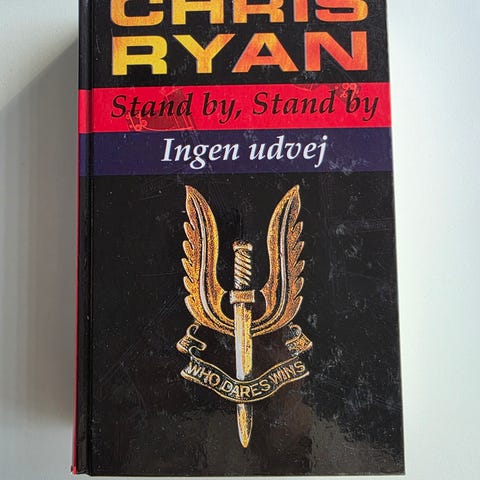 CHRIS
RYAN
Stand by, Stand by
Ingen udvej
WHO DARES WINS